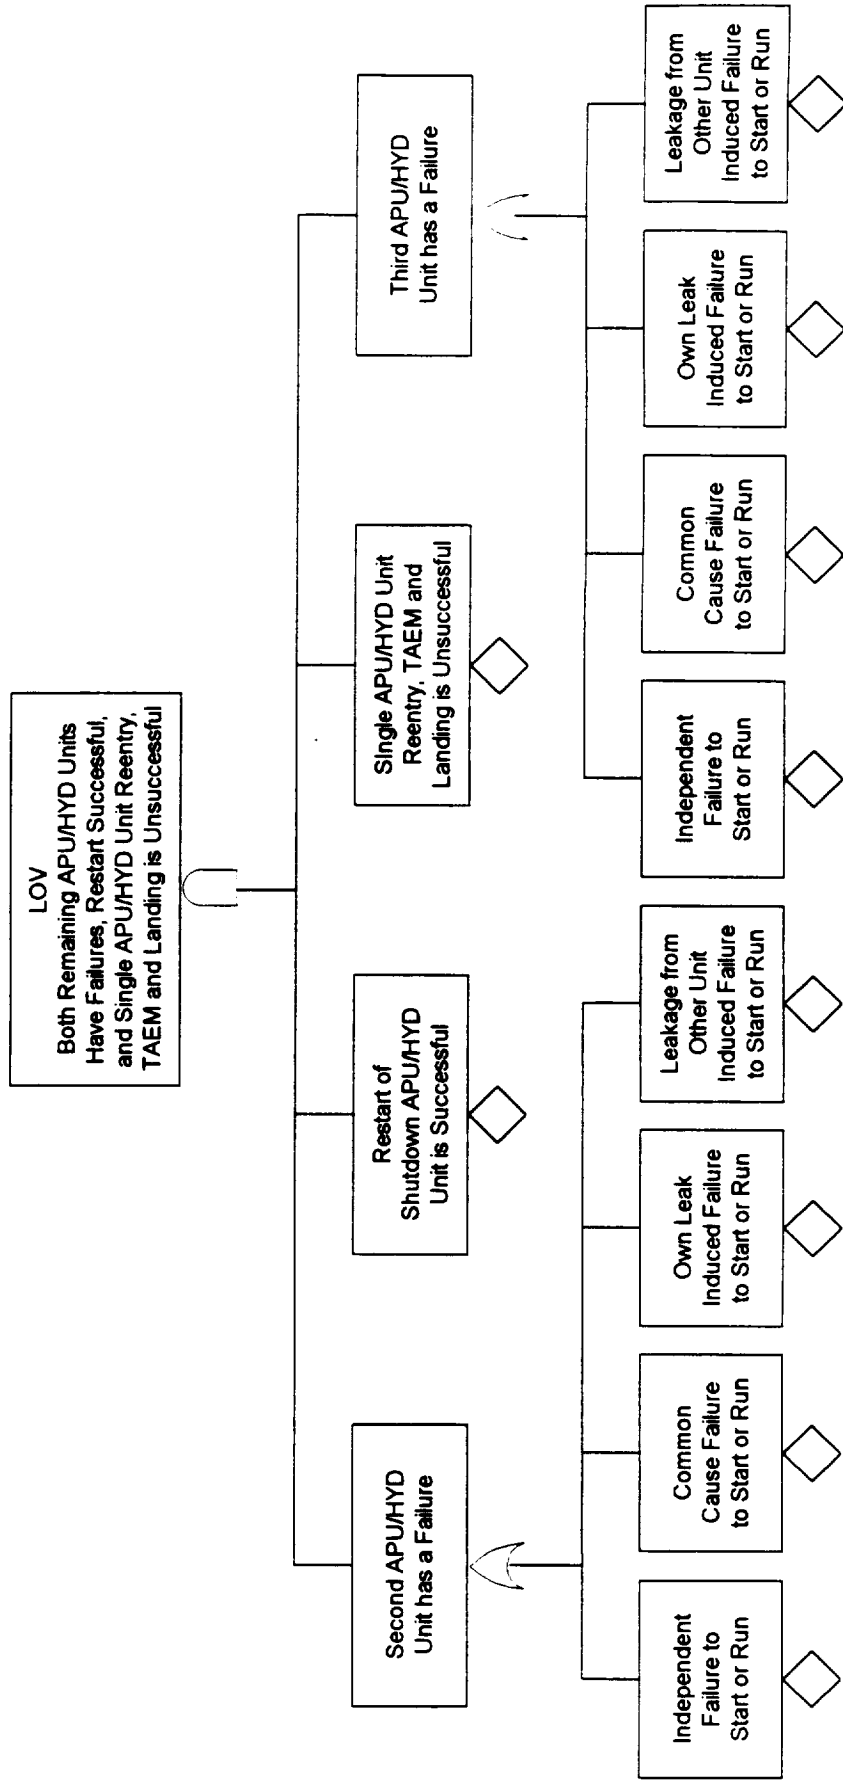 LOV
Both Remaining APU/HYD Units
Have Failures, Restart Successful,
and Single APU/HYD Unit Reentry,
TAEM and Landing is Unsuccessful
Second APU/HYD
Unit has a Failure
Restart of
Shutdown APU/HYD
Unit is Successful
Single APU/HYD Unit
Reentry, TAEM and
Landing is Unsuccessful
Third APU/HYD
Unit has a Failure
Independent
Failure to
Start or Run
Common
Cause Failure
to Start or Run
Own Leak
Induced Failure
to Start or Run
Leakage from
Other Unit
Induced Failure
to Start or Run
Independent
Failure to
Start or Run
Common
Cause Failure
to Start or Run
Own Leak
Induced Failure
to Start or Run
Leakage from
Other Unit
Induced Failure
to Start or Run